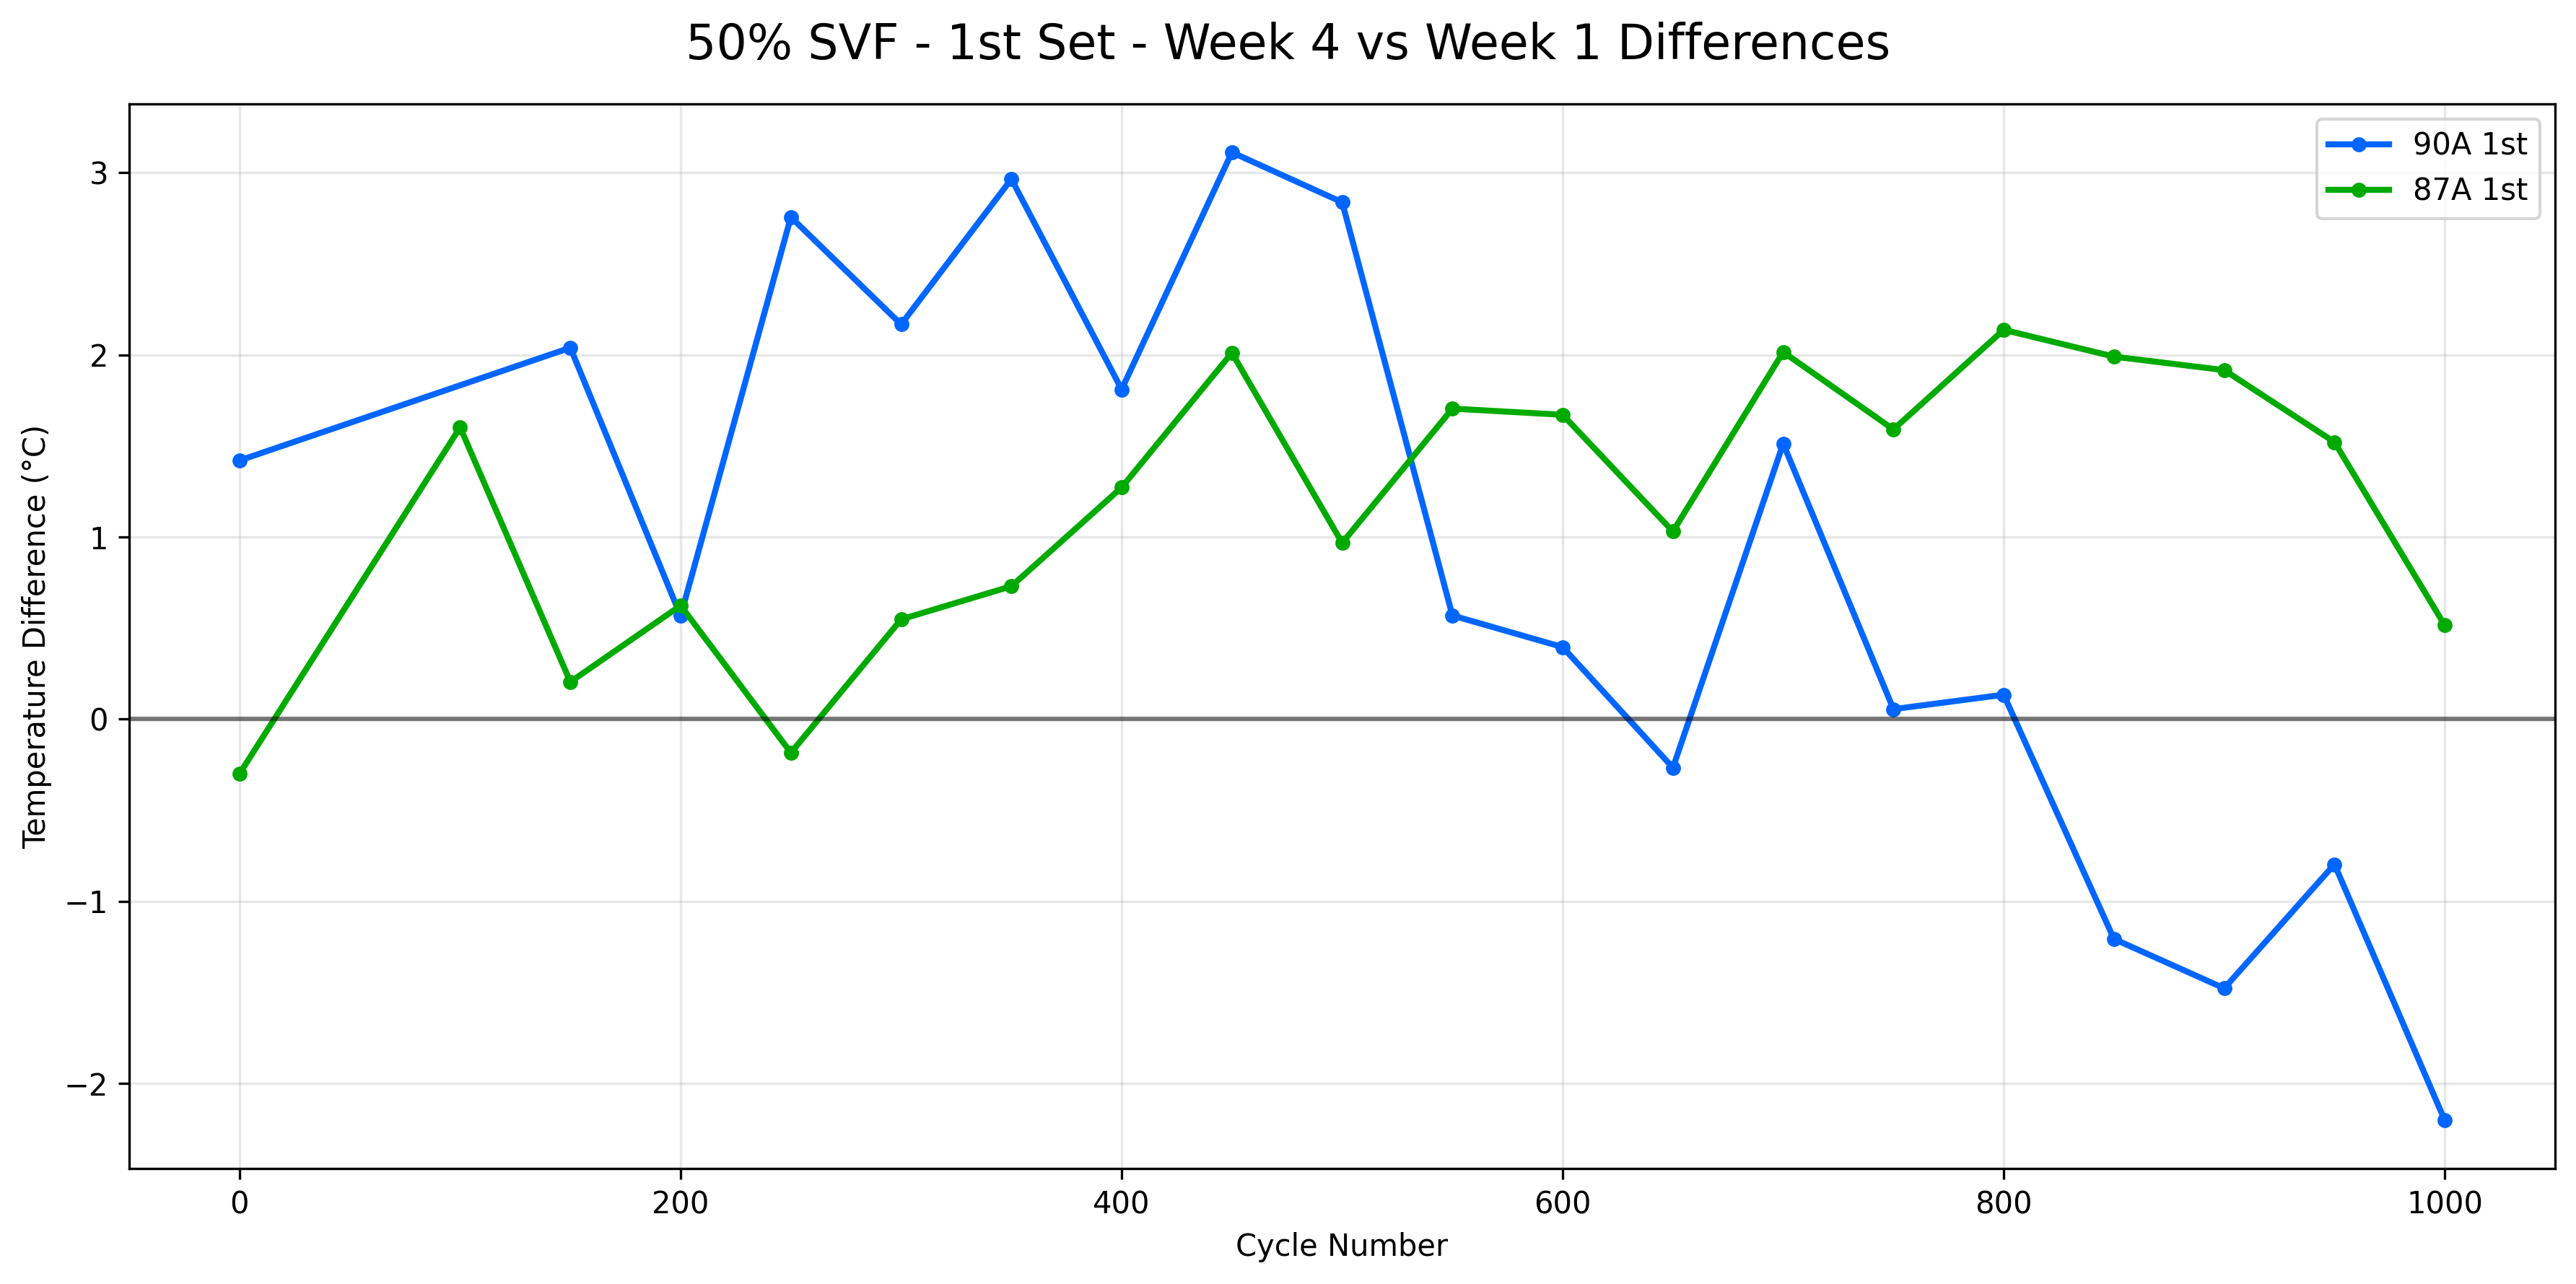 50% SVF - 1st Set - Week 4 vs Week 1 Differences
90A 1st
87A 1st
3
2
1
0
−1
−2
Temperature Difference (°C)
0 200 400 600 800 1000
Cycle Number